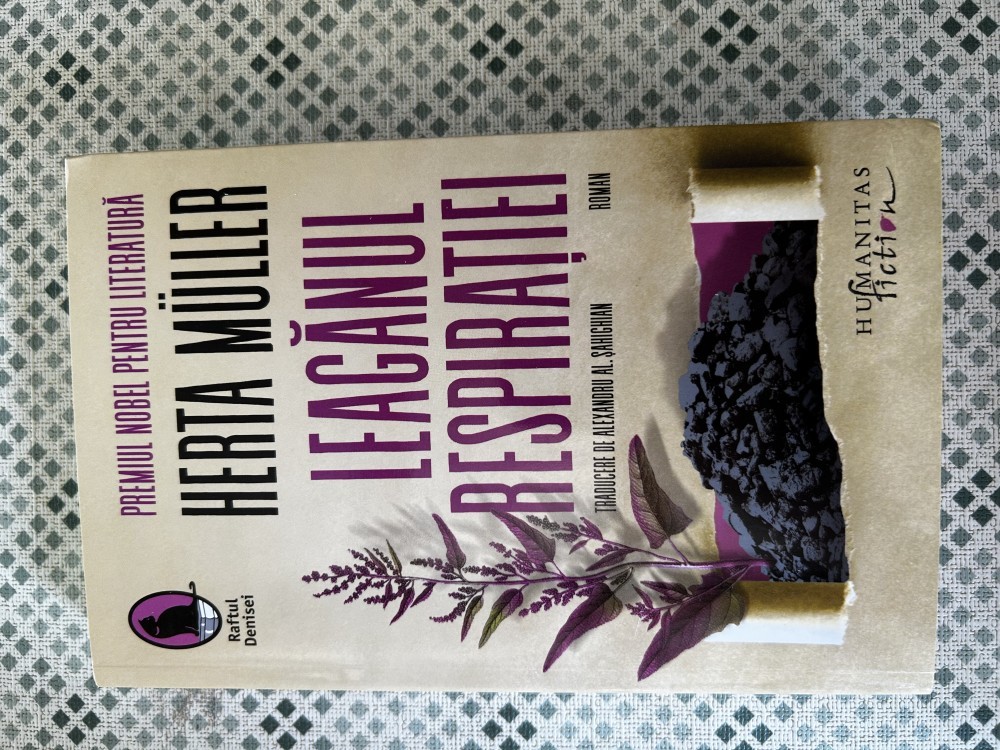 PREMIUL NOBEL PENTRU LITERATURĂ
HERTA MÜLLER
Raftul
Denisei
LEAGĂNUL
RESPIRAȚIEI
TRADUCERE DE ALEXANDRU AL. ȘAHIGHIAN
ROMAN
HUMANITAS
fiction